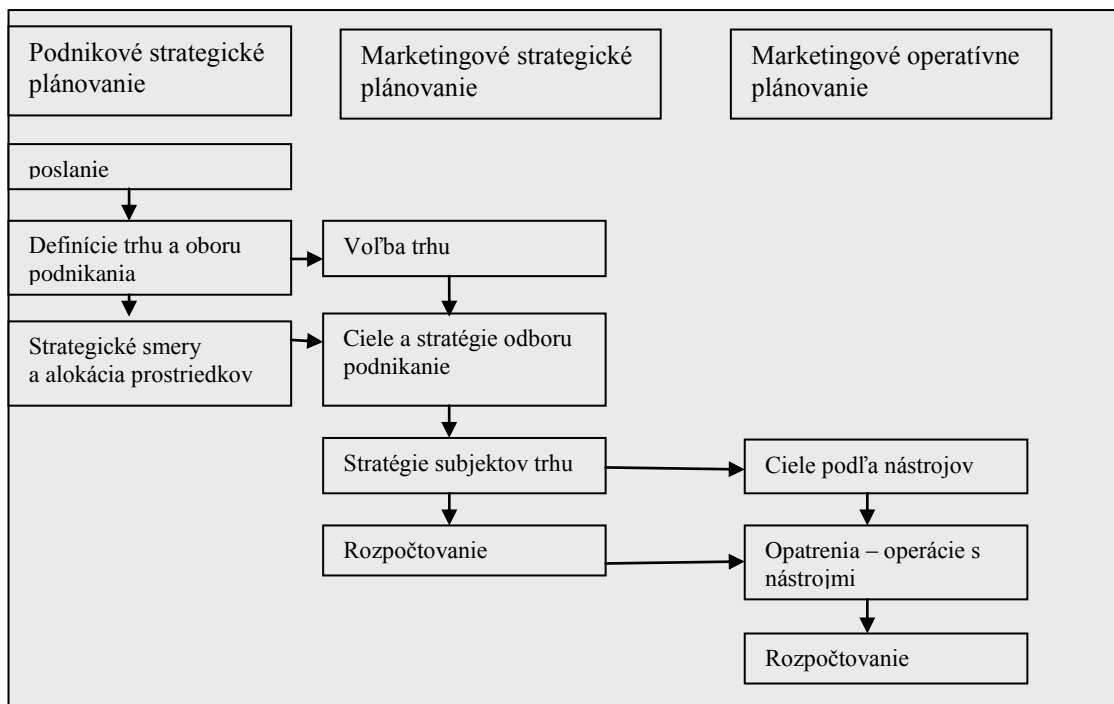 Podnikové strategické
plánovanie
Marketingové strategické
plánovanie
Marketingové operatívne
plánovanie
poslanie
Definície trhu a oboru
podnikania
Voľba trhu
Strategické smery
a alokácia prostriedkov
Ciele a stratégie odboru
podnikanie
Stratégie subjektov trhu
Ciele podľa nástrojov
Rozpočtovanie
Opatrenia – operácie s
nástrojmi
Rozpočtovanie